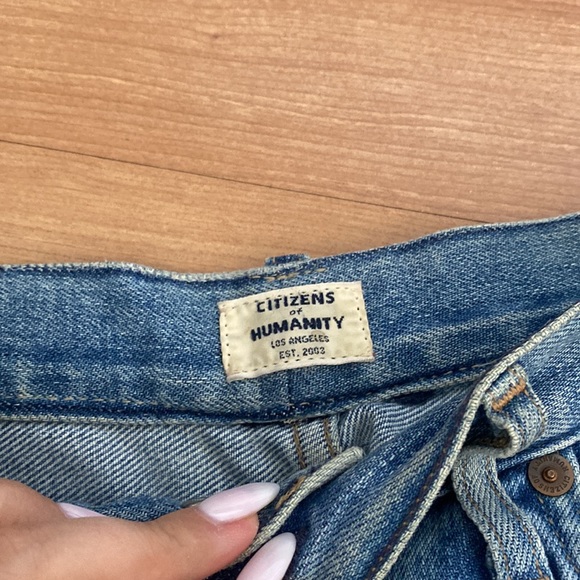 CITIZENS
of
HUMANITY
LOS ANGELES
EST. 2003